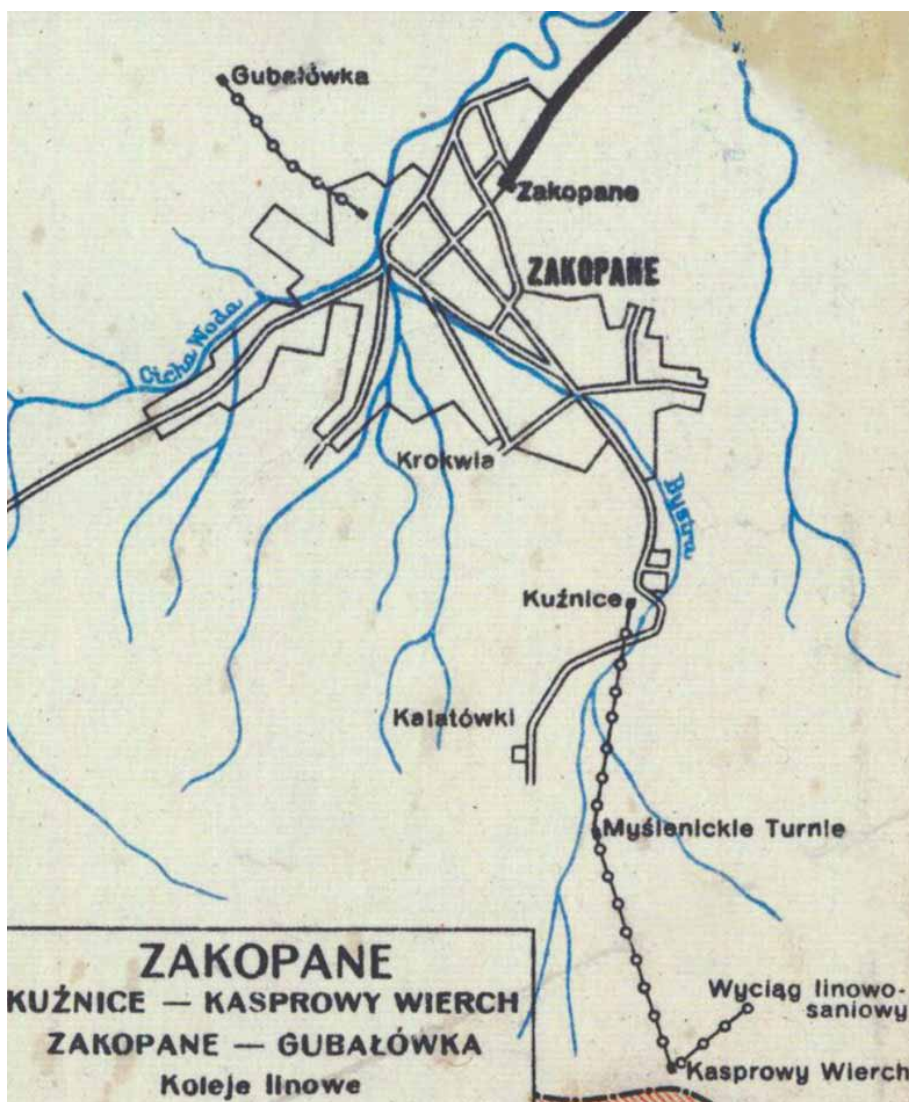 Gubałówka
Zakopane
ZAKOPANE
Cicha Woda
Krokwia
Bystra
Kuźnice
Kalatówki
Myślenickie Turnie
Wyciąg linowo-
saniowy
Kasprowy Wierch
ZAKOPANE
KUŹNICE — KASPROWY WIERCH
ZAKOPANE — GUBAŁÓWKA
Koleje linowe